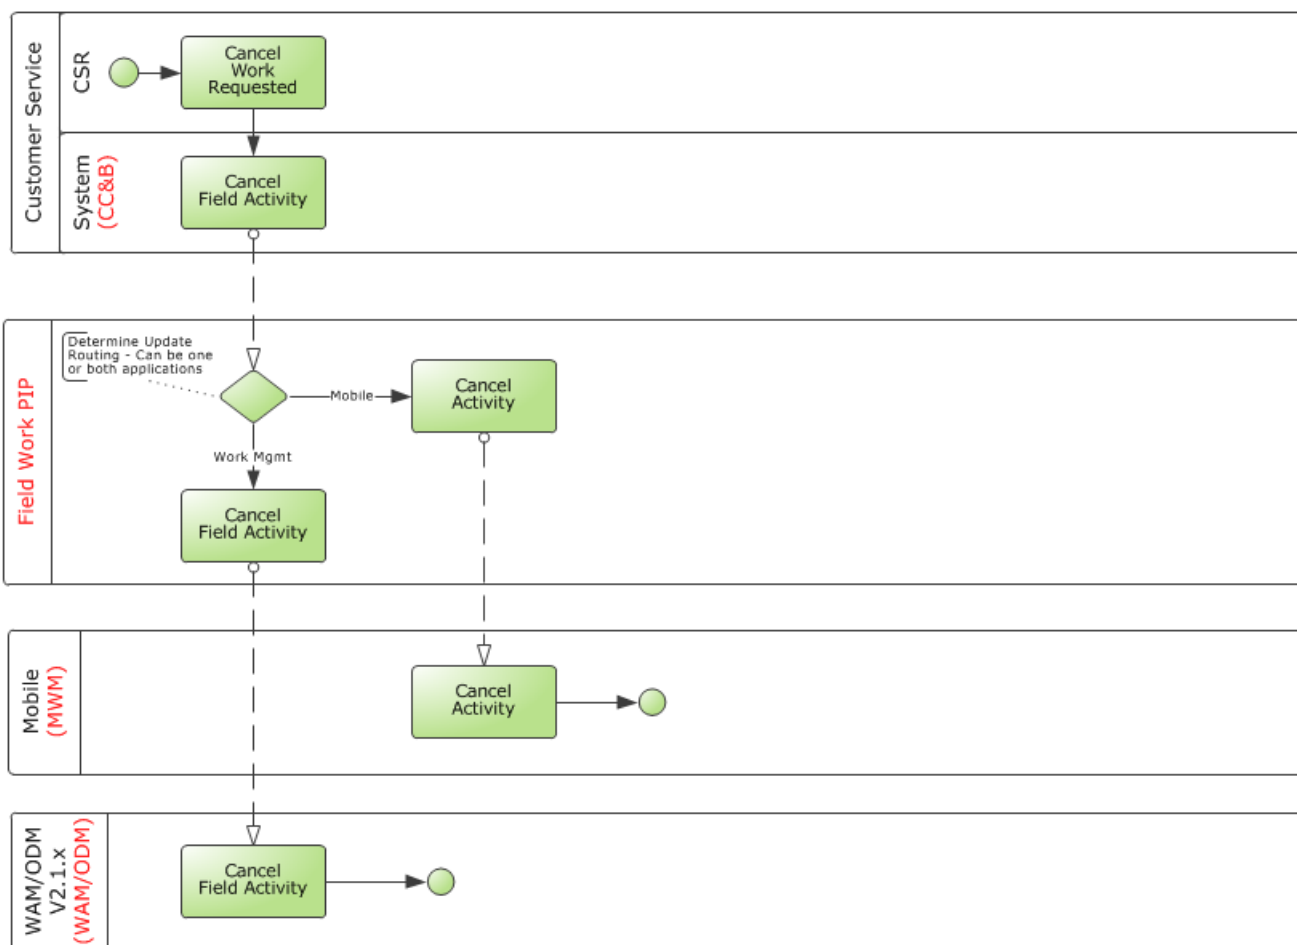 Customer Service
CSR
Cancel
Work
Requested
System
(CC&B)
Cancel
Field Activity
Field Work PIP
Determine Update
Routing - Can be one
or both applications
Mobile
Cancel
Activity
Work Mgmt
Cancel
Field Activity
Mobile
(MWM)
Cancel
Activity
WAM/ODM
V2.1.x
(WAM/ODM)
Cancel
Field Activity